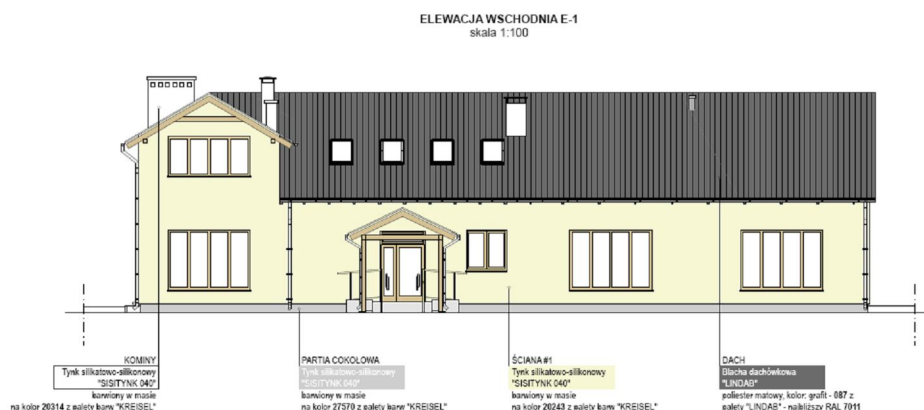 ELEWACJA WSCHODNIA E-1
skala 1:100
KOMINY
Tynk silikatowo-silikonowy
"SISITYNK 040"
barwiony w masie
na kolor 20314 z palety barw "KREISEL"
PARTIA COKOŁOWA
Tynk silikatowo-silikonowy
"SISITYNK 040"
barwiony w masie
na kolor 27570 z palety barw "KREISEL"
ŚCIANA #1
Tynk silikatowo-silikonowy
"SISITYNK 040"
barwiony w masie
na kolor 20243 z palety barw "KREISEL"
DACH
Blacha dachówkowa
"LINDAB"
poliester matowy, kolor: grafit - 087 z
palety "LINDAB" - najbliższy RAL 7011